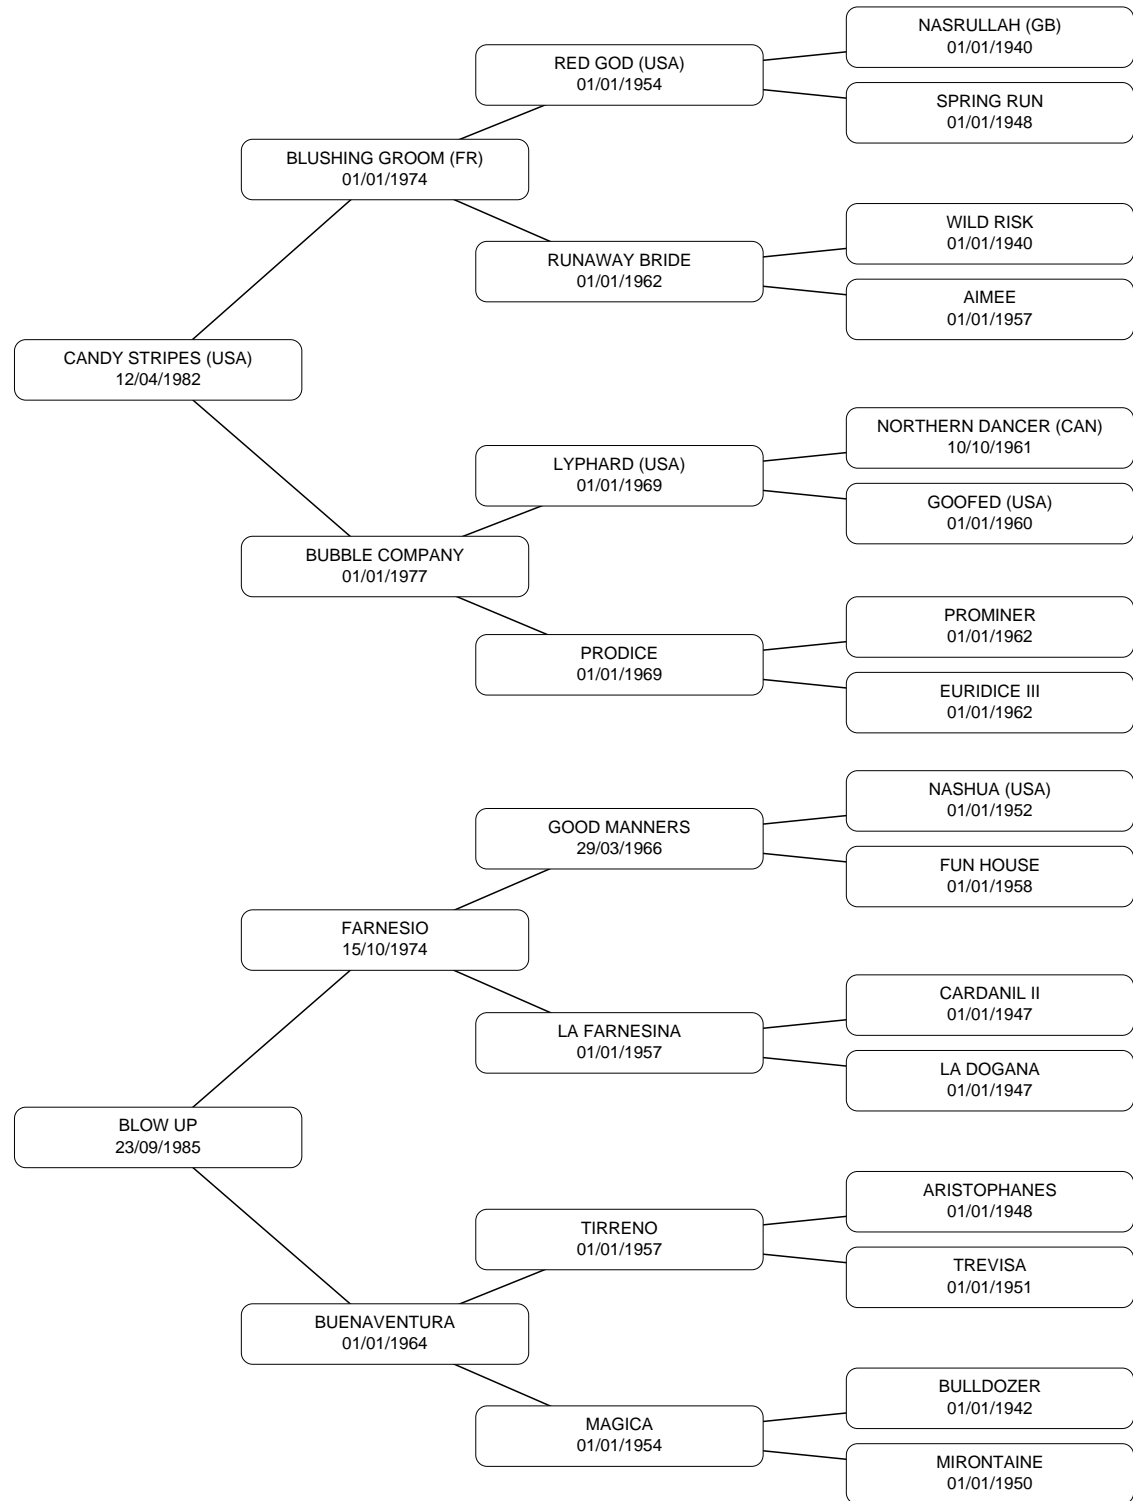 NASRULLAH (GB)
01/01/1940
RED GOD (USA)
01/01/1954
SPRING RUN
01/01/1948
BLUSHING GROOM (FR)
01/01/1974
WILD RISK
01/01/1940
RUNAWAY BRIDE
01/01/1962
AIMEE
01/01/1957
CANDY STRIPES (USA)
12/04/1982
NORTHERN DANCER (CAN)
10/10/1961
LYPHARD (USA)
01/01/1969
GOOFED (USA)
01/01/1960
BUBBLE COMPANY
01/01/1977
PROMINER
01/01/1962
PRODICE
01/01/1969
EURIDICE III
01/01/1962
NASHUA (USA)
01/01/1952
GOOD MANNERS
29/03/1966
FUN HOUSE
01/01/1958
FARNESIO
15/10/1974
CARDANIL II
01/01/1947
LA FARNESINA
01/01/1957
LA DOGANA
01/01/1947
BLOW UP
23/09/1985
ARISTOPHANES
01/01/1948
TIRRENO
01/01/1957
TREVISA
01/01/1951
BUENAVENTURA
01/01/1964
BULLDOZER
01/01/1942
MAGICA
01/01/1954
MIRONTAINE
01/01/1950